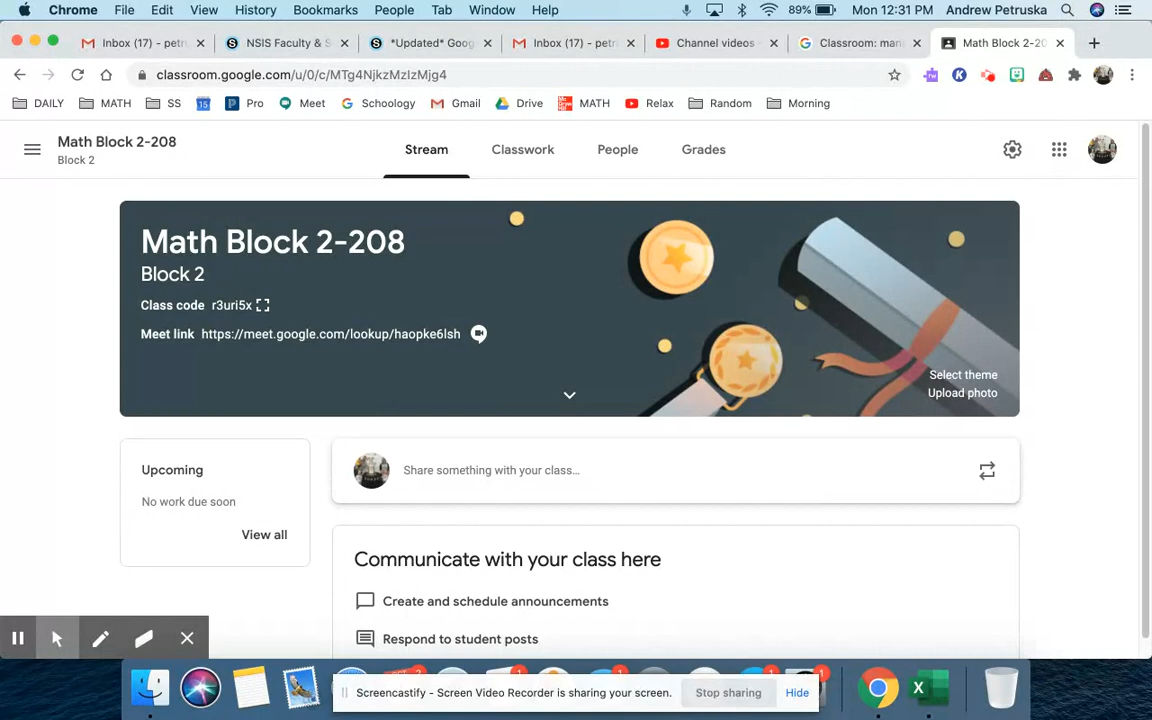 Chrome File Edit View History Bookmarks People Tab Window Help 89% Mon 12:31 PM Andrew Petruska
Inbox (17) - petr
NSIS Faculty & S
*Updated* Goog
Inbox (17) - petr
Channel videos -
Classroom: mana
Math Block 2-20
classroom.google.com/u/0/c/MTg4NjkzMzIzMjg4
DAILY MATH SS 15 Pro Meet Schoology Gmail Drive MATH Relax Random Morning
Math Block 2-208
Block 2
Stream Classwork People Grades
Math Block 2-208
Block 2
Class code r3uri5x
Meet link https://meet.google.com/lookup/haopke6lsh
Select theme
Upload photo
Upcoming
No work due soon
View all
Share something with your class...
Communicate with your class here
Create and schedule announcements
Respond to student posts
Screencastify - Screen Video Recorder is sharing your screen. Stop sharing Hide